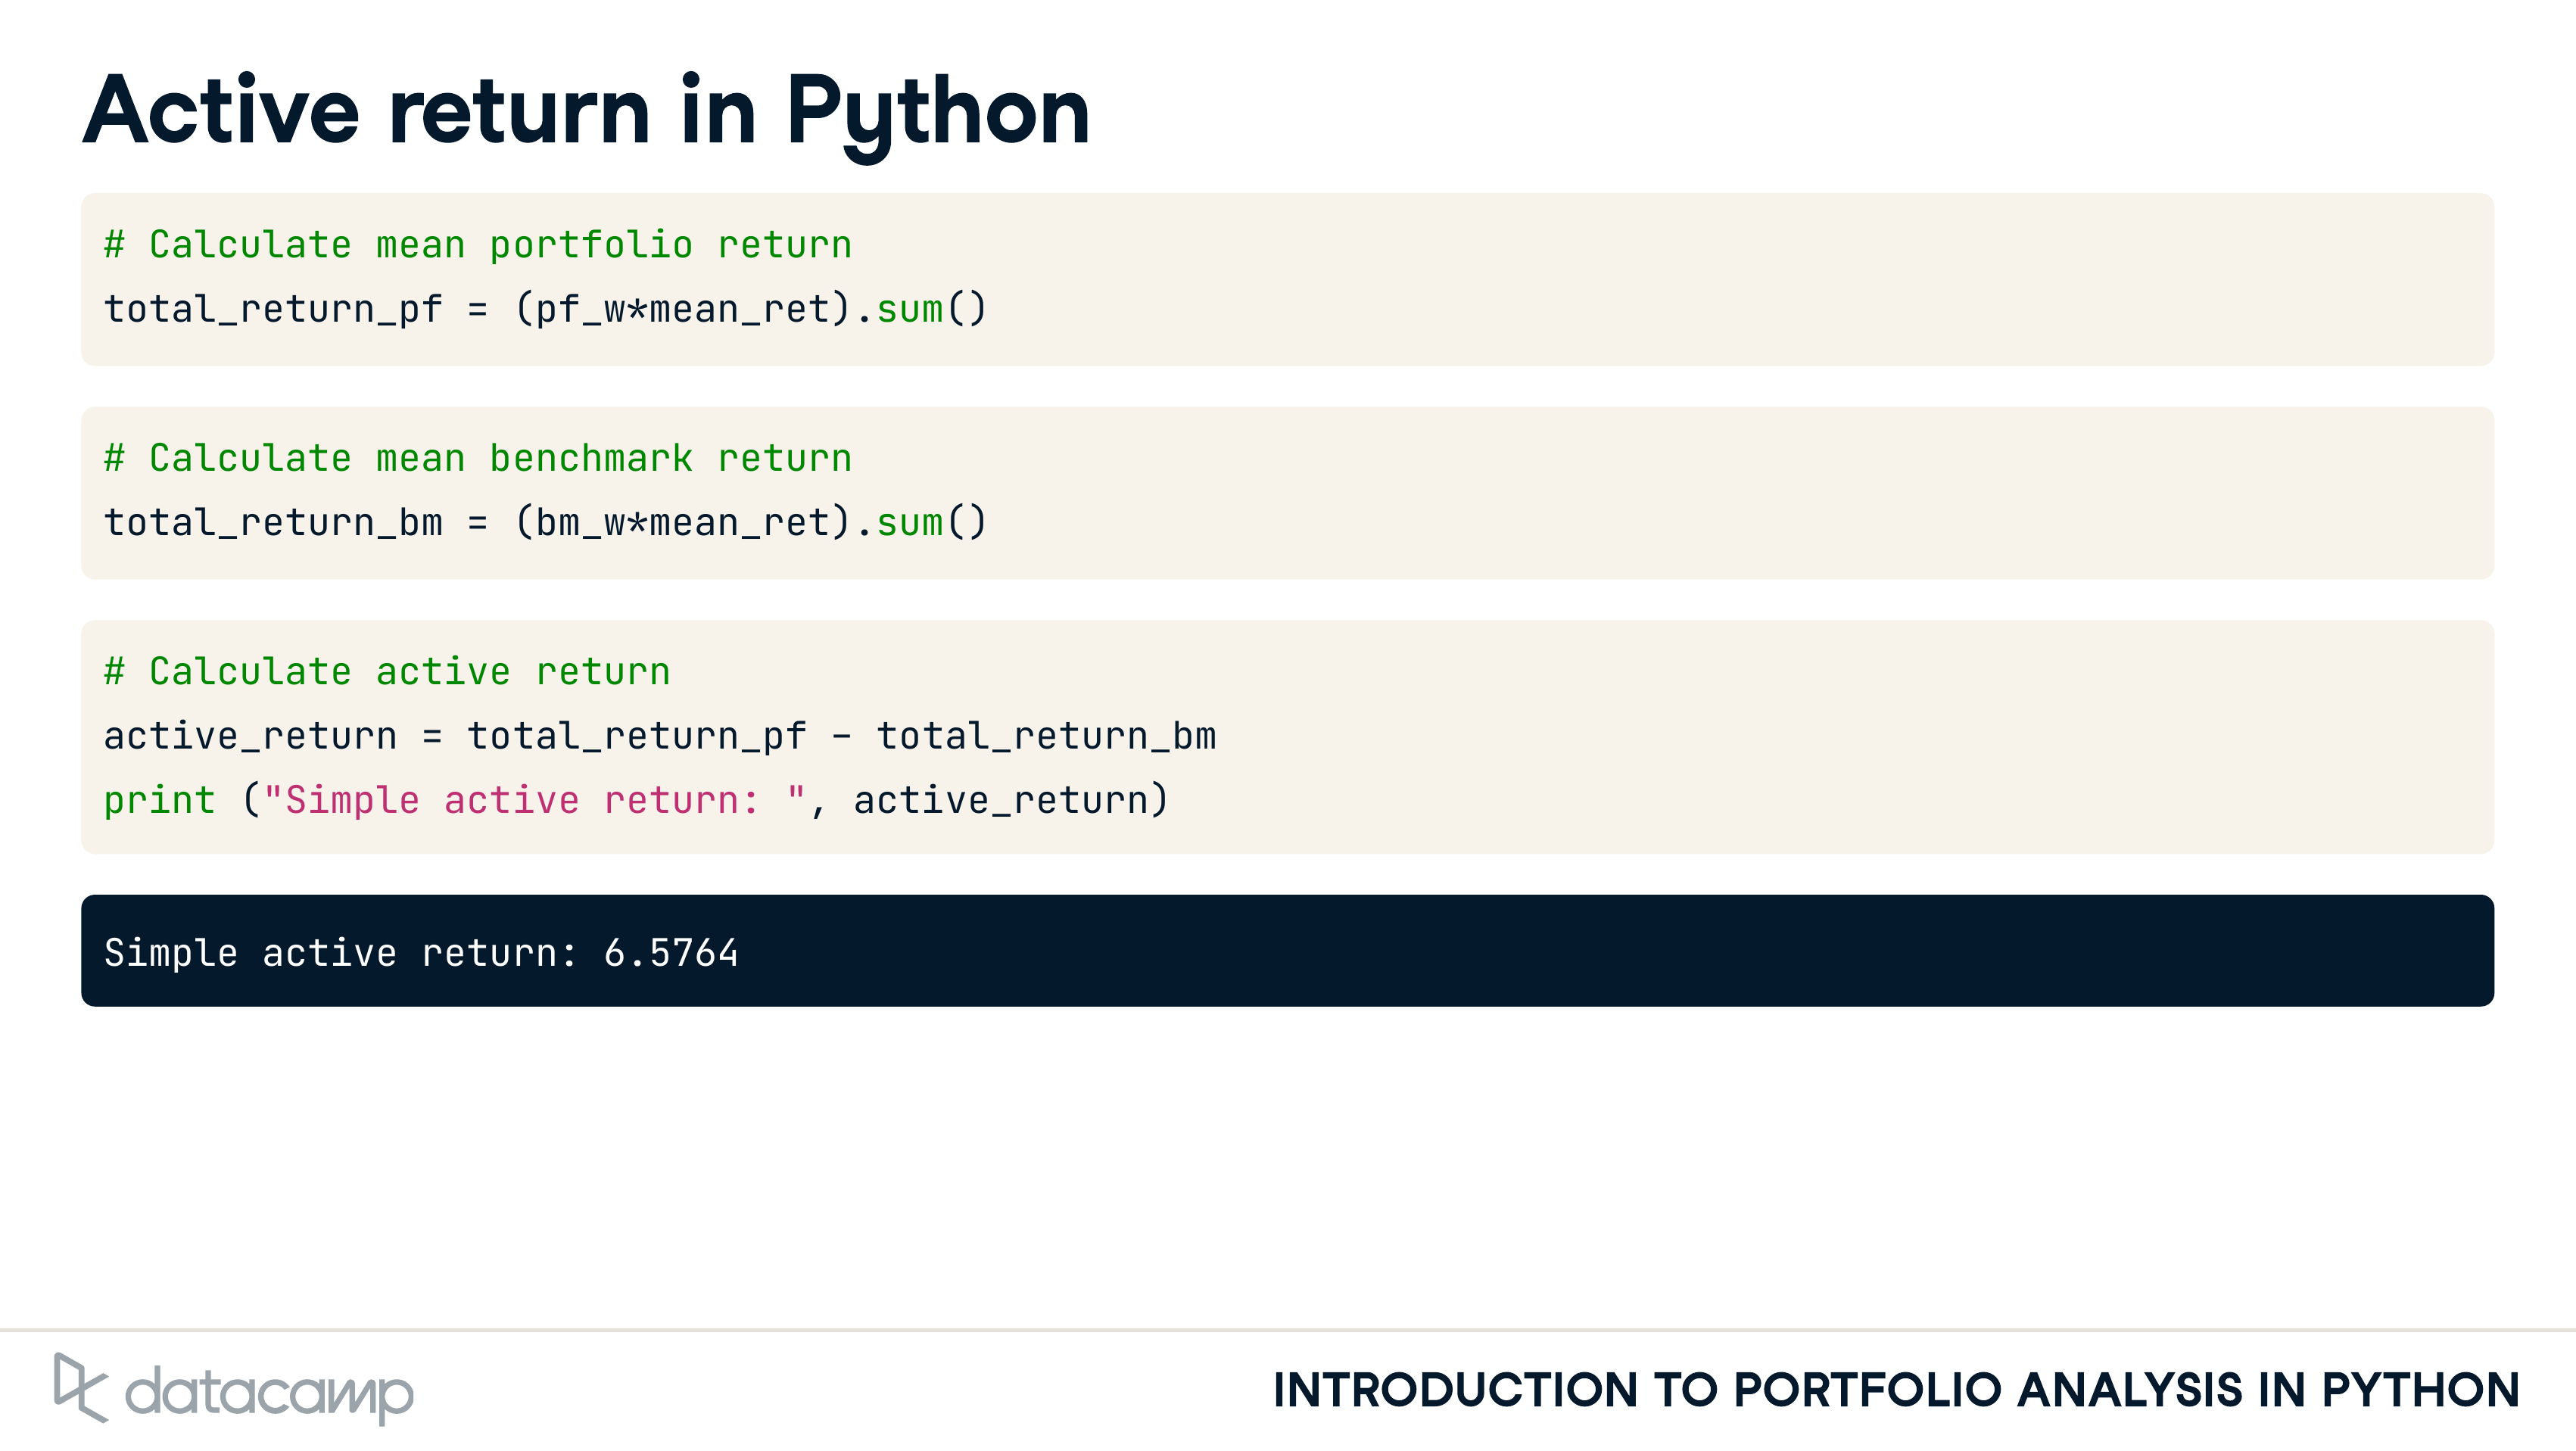 Active return in Python
# Calculate mean portfolio return
total_return_pf = (pf_w*mean_ret).sum()
# Calculate mean benchmark return
total_return_bm = (bm_w*mean_ret).sum()
# Calculate active return
active_return = total_return_pf - total_return_bm
print ("Simple active return: ", active_return)
Simple active return: 6.5764
datacamp
INTRODUCTION TO PORTFOLIO ANALYSIS IN PYTHON